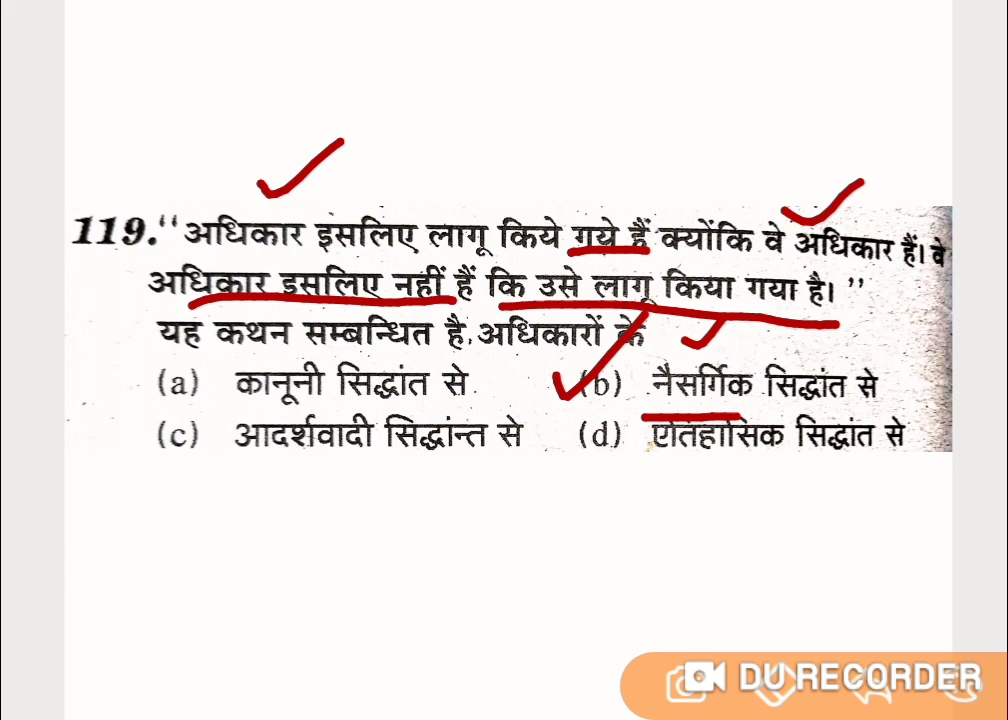 119. “अधिकार इसलिए लागू किये गये हैं क्योंकि वे अधिकार हैं। वे
अधिकार इसलिए नहीं हैं कि उसे लागू किया गया है।”
यह कथन सम्बन्धित है अधिकारों के
(a) कानूनी सिद्धांत से (b) नैसर्गिक सिद्धांत से
(c) आदर्शवादी सिद्धांन्त से (d) ऐतिहासिक सिद्धांत से
DU RECORDER